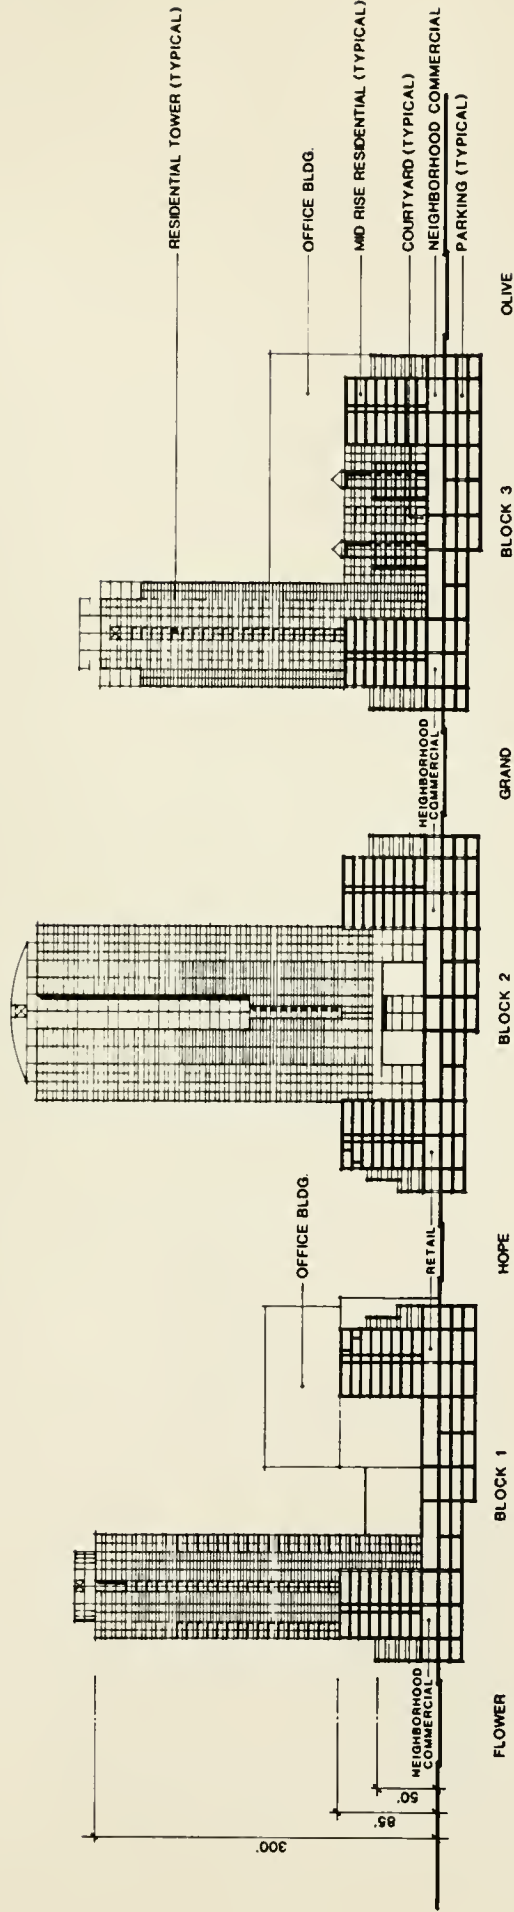 RESIDENTIAL TOWER (TYPICAL)
OFFICE BLDG.
MID RISE RESIDENTIAL (TYPICAL)
COURTYARD (TYPICAL)
NEIGHBORHOOD COMMERCIAL
PARKING (TYPICAL)
OFFICE BLDG.
RETAIL
NEIGHBORHOOD
COMMERCIAL
NEIGHBORHOOD
COMMERCIAL
300'.
85'.
50'.
FLOWER
BLOCK 1
HOPE
BLOCK 2
GRAND
BLOCK 3
OLIVE